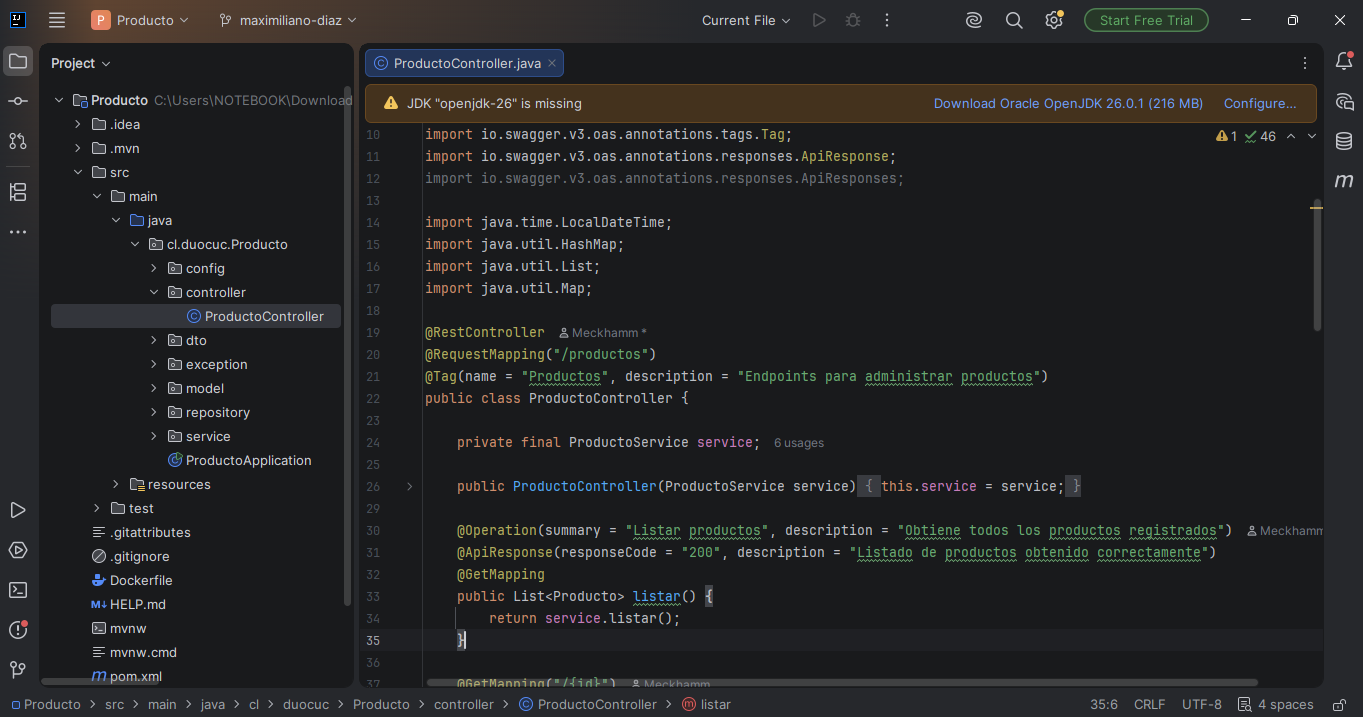 P Producto
maximiliano-diaz
Current File
Start Free Trial
Project
Producto C:\Users\NOTEBOOK\Download
.idea
.mvn
src
main
java
cl.duocuc.Producto
config
controller
ProductoController
dto
exception
model
repository
service
ProductoApplication
resources
test
.gitattributes
.gitignore
Dockerfile
M↓ HELP.md
mvnw
mvnw.cmd
m pom.xml
ProductoController.java
JDK "openjdk-26" is missing
Download Oracle OpenJDK 26.0.1 (216 MB) Configure...
1 46
10 import io.swagger.v3.oas.annotations.tags.Tag;
11 import io.swagger.v3.oas.annotations.responses.ApiResponse;
12 import io.swagger.v3.oas.annotations.responses.ApiResponses;
13
14 import java.time.LocalDateTime;
15 import java.util.HashMap;
16 import java.util.List;
17 import java.util.Map;
18
19 @RestController Meckhamm *
20 @RequestMapping("/productos")
21 @Tag(name = "Productos", description = "Endpoints para administrar productos")
22 public class ProductoController {
23
24 private final ProductoService service; 6 usages
25
26 public ProductoController(ProductoService service) { this.service = service; }
29
30 @Operation(summary = "Listar productos", description = "Obtiene todos los productos registrados") Meckhamm
31 @ApiResponse(responseCode = "200", description = "Listado de productos obtenido correctamente")
32 @GetMapping
33 public List<Producto> listar() {
34 return service.listar();
35 }
36
37 @GetMapping("/{id}") Meckhamm
m
Producto > src > main > java > cl > duocuc > Producto > controller > ProductoController > listar
35:6 CRLF UTF-8 4 spaces